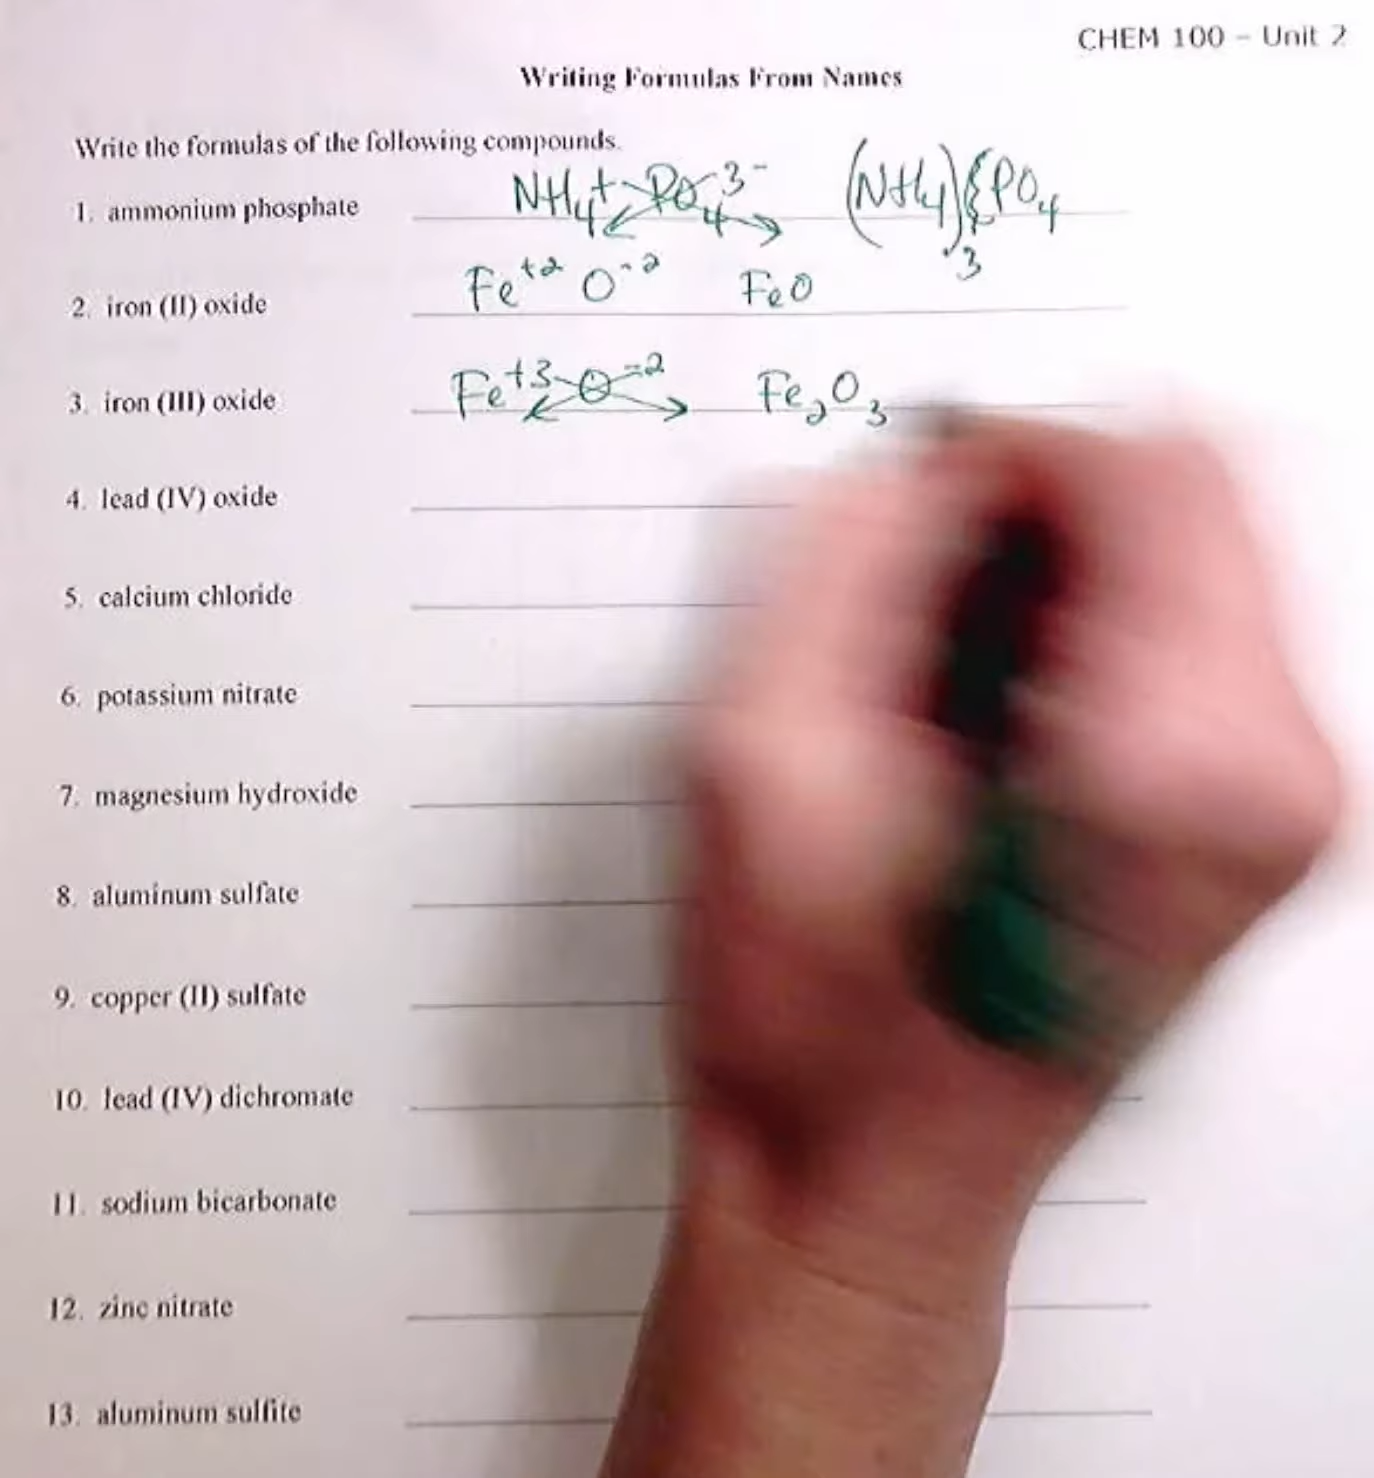 CHEM 100 – Unit 2
Writing Formulas From Names
Write the formulas of the following compounds.
1. ammonium phosphate NH₄⁺ PO₄³⁻ (NH₄)₃PO₄
2. iron (II) oxide Fe⁺² O⁻² FeO
3. iron (III) oxide Fe⁺³ O⁻² Fe₂O₃
4. lead (IV) oxide
5. calcium chloride
6. potassium nitrate
7. magnesium hydroxide
8. aluminum sulfate
9. copper (II) sulfate
10. lead (IV) dichromate
11. sodium bicarbonate
12. zinc nitrate
13. aluminum sulfite